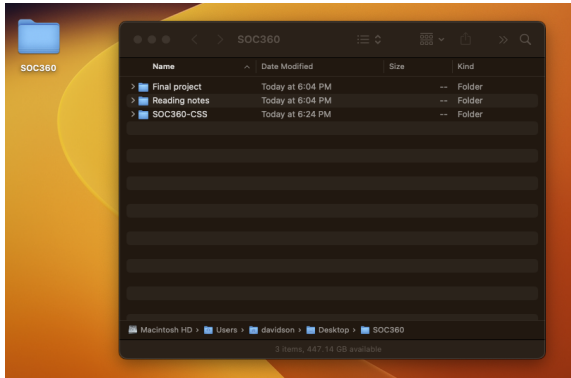 SOC360
SOC360
Name Date Modified Size Kind
Final project Today at 6:04 PM -- Folder
Reading notes Today at 6:04 PM -- Folder
SOC360-CSS Today at 6:24 PM -- Folder
Macintosh HD › Users › davidson › Desktop › SOC360
3 items, 447.14 GB available